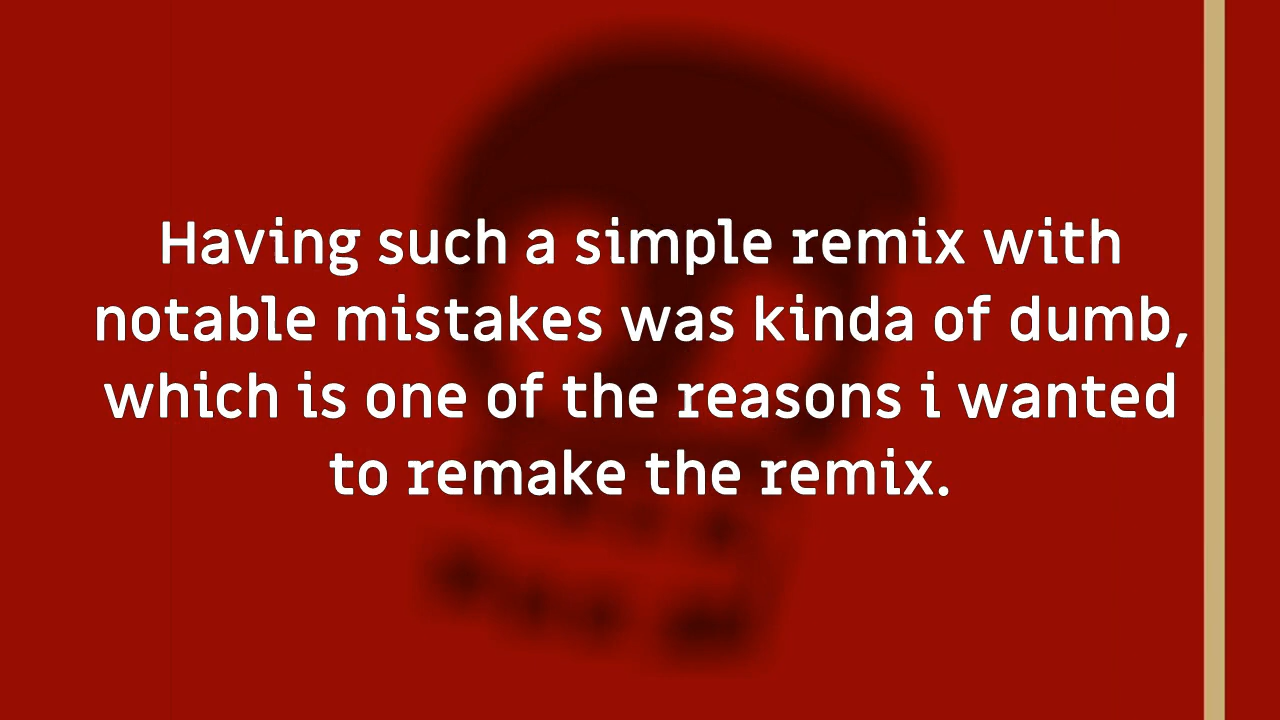 Having such a simple remix with
notable mistakes was kinda of dumb,
which is one of the reasons i wanted
to remake the remix.